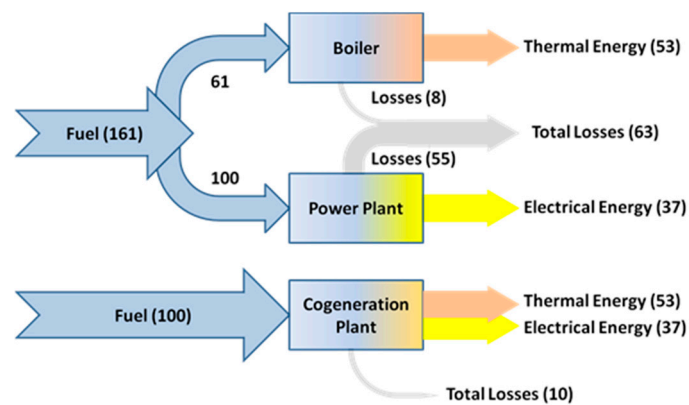 Boiler
Thermal Energy (53)
61
Losses (8)
Fuel (161)
Total Losses (63)
Losses (55)
100
Power Plant
Electrical Energy (37)
Cogeneration
Plant
Thermal Energy (53)
Fuel (100)
Electrical Energy (37)
Total Losses (10)